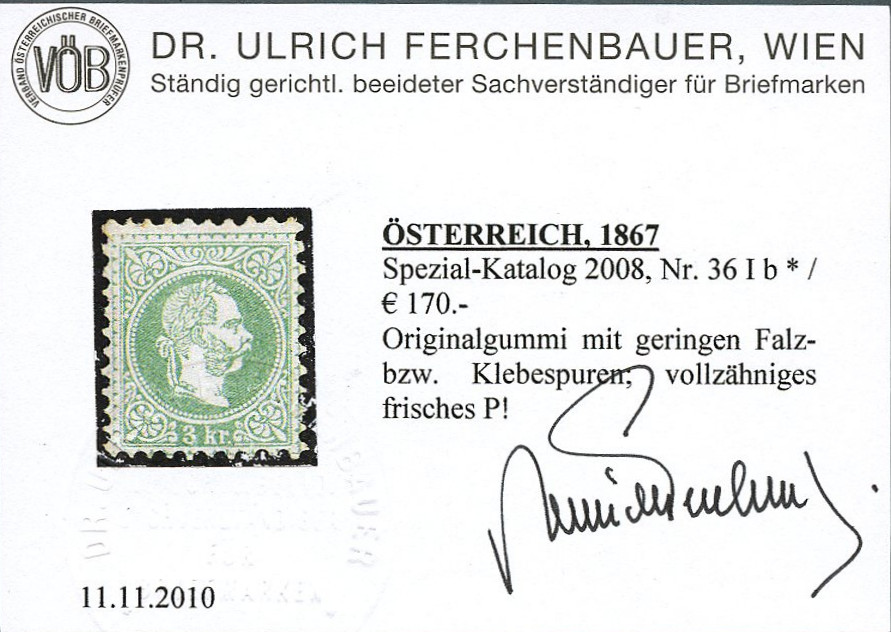 VERBAND ÖSTERREICHISCHER BRIEFMARKENPRÜFER
VÖB
DR. ULRICH FERCHENBAUER, WIEN
Ständig gerichtl. beeideter Sachverständiger für Briefmarken
ÖSTERREICH, 1867
Spezial-Katalog 2008, Nr. 36 I b * /
€ 170.-
Originalgummi mit geringen Falz-
bzw. Klebespuren; vollzähniges
frisches P!
3 Kr.
11.11.2010